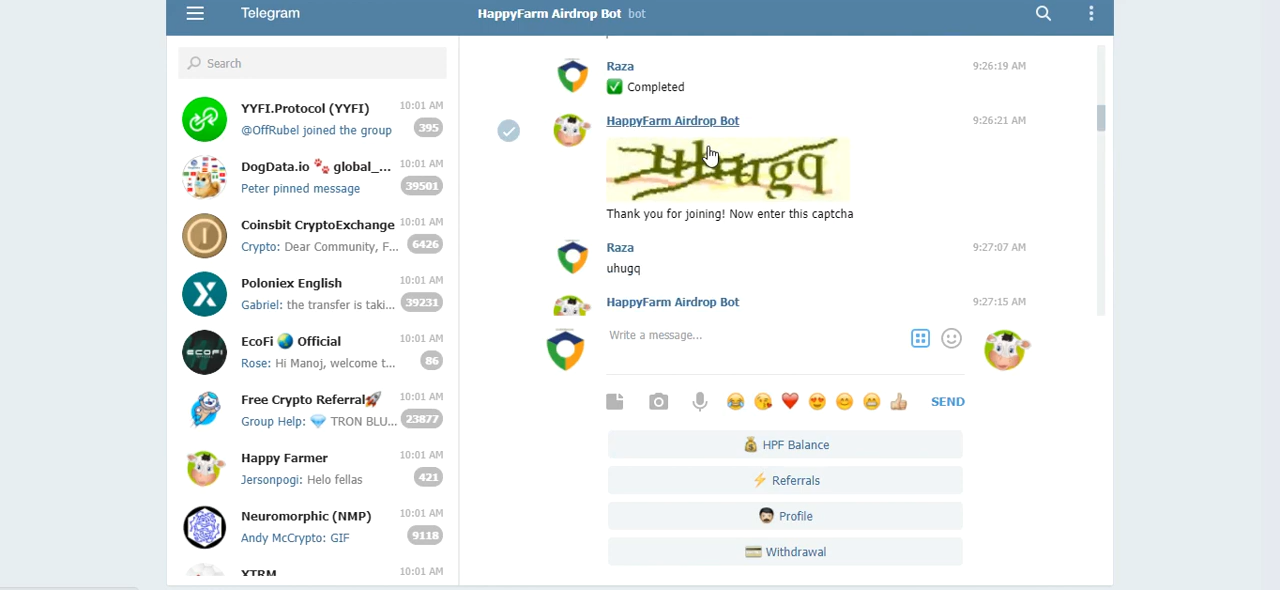 Telegram
HappyFarm Airdrop Bot bot
Search
YYFI.Protocol (YYFI) 10:01 AM
@OffRubel joined the group 395
DogData.io 🐾 global_... 10:01 AM
Peter pinned message 39501
Coinsbit CryptoExchange 10:01 AM
Crypto: Dear Community, F... 6426
Poloniex English 10:01 AM
Gabriel: the transfer is taki... 39231
EcoFi 🌏 Official 10:01 AM
Rose: Hi Manoj, welcome t... 86
Free Crypto Referral🚀 10:01 AM
Group Help: 💎 TRON BLU... 23877
Happy Farmer 10:01 AM
Jersonpogi: Helo fellas 421
Neuromorphic (NMP) 10:01 AM
Andy McCrypto: GIF 9118
XTRM 10:01 AM
Raza 9:26:19 AM
✅ Completed
HappyFarm Airdrop Bot 9:26:21 AM
uhugq
Thank you for joining! Now enter this captcha
Raza 9:27:07 AM
uhugq
HappyFarm Airdrop Bot 9:27:15 AM
Write a message...
SEND
💰 HPF Balance
⚡ Referrals
Profile
💳 Withdrawal